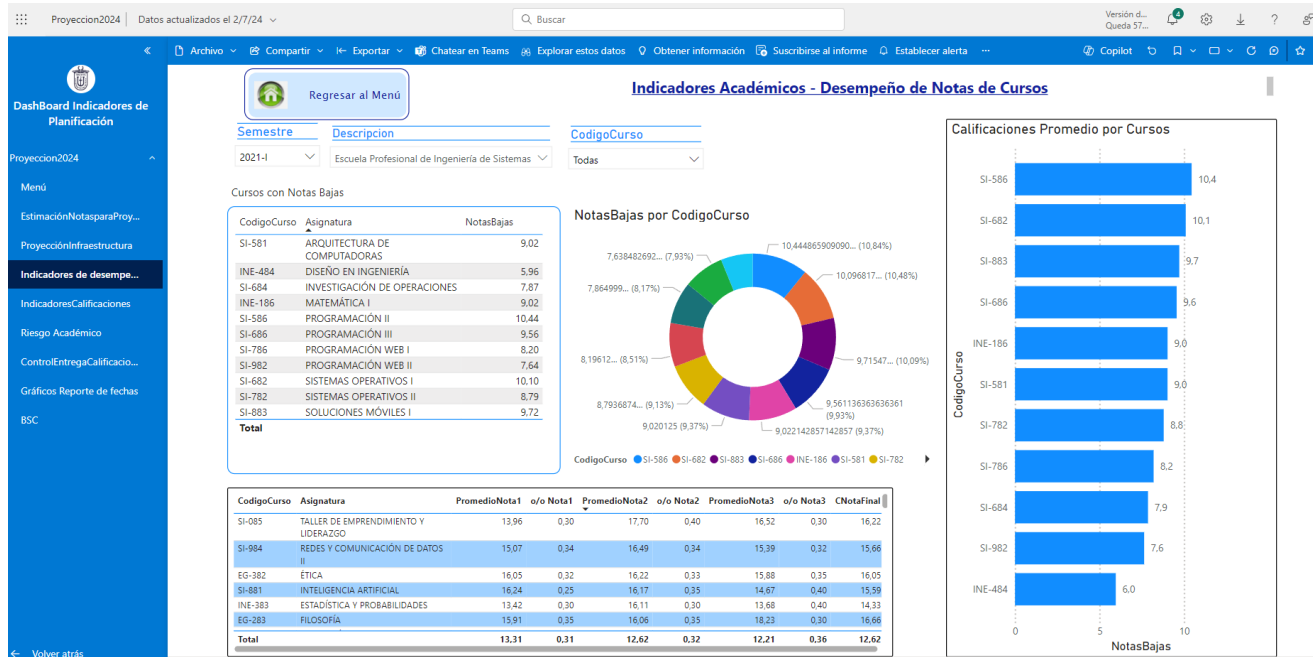 Proyeccion2024 | Datos actualizados el 2/7/24
Buscar
Versión d...
Queda 57...
4
?
Archivo Compartir Exportar Chatear en Teams Explorar estos datos Obtener información Suscribirse al informe Establecer alerta ...
Copilot
DashBoard Indicadores de
Planificación
Proyeccion2024
Menú
EstimaciónNotasparaProy...
ProyecciónInfraestructura
Indicadores de desempe...
IndicadoresCalificaciones
Riesgo Académico
ControlEntregaCalificacio...
Gráficos Reporte de fechas
BSC
Volver atrás
Regresar al Menú
Indicadores Académicos - Desempeño de Notas de Cursos
Semestre
2021-I
Descripcion
Escuela Profesional de Ingeniería de Sistemas
CodigoCurso
Todas
Cursos con Notas Bajas
CodigoCurso Asignatura NotasBajas
SI-581 ARQUITECTURA DE 9,02
COMPUTADORAS
INE-484 DISEÑO EN INGENIERÍA 5,96
SI-684 INVESTIGACIÓN DE OPERACIONES 7,87
INE-186 MATEMÁTICA I 9,02
SI-586 PROGRAMACIÓN II 10,44
SI-686 PROGRAMACIÓN III 9,56
SI-786 PROGRAMACIÓN WEB I 8,20
SI-982 PROGRAMACIÓN WEB II 7,64
SI-682 SISTEMAS OPERATIVOS I 10,10
SI-782 SISTEMAS OPERATIVOS II 8,79
SI-883 SOLUCIONES MÓVILES I 9,72
Total
NotasBajas por CodigoCurso
10,444865909090... (10,84%)
7,638482692... (7,93%)
10,096817... (10,48%)
7,864999... (8,17%)
8,19612... (8,51%)
9,71547... (10,09%)
8,7936874... (9,13%)
9,561136363636361
(9,93%)
9,020125 (9,37%)
9,022142857142857 (9,37%)
CodigoCurso SI-586 SI-682 SI-883 SI-686 INE-186 SI-581 SI-782
Calificaciones Promedio por Cursos
CodigoCurso
SI-586 10,4
SI-682 10,1
SI-883 9,7
SI-686 9,6
INE-186 9,0
SI-581 9,0
SI-782 8,8
SI-786 8,2
SI-684 7,9
SI-982 7,6
INE-484 6,0
0 5 10
NotasBajas
CodigoCurso Asignatura PromedioNota1 o/o Nota1 PromedioNota2 o/o Nota2 PromedioNota3 o/o Nota3 CNotaFinal
SI-085 TALLER DE EMPRENDIMIENTO Y 13,96 0,30 17,70 0,40 16,52 0,30 16,22
LIDERAZGO
SI-984 REDES Y COMUNICACIÓN DE DATOS 15,07 0,34 16,49 0,34 15,39 0,32 15,66
II
EG-382 ÉTICA 16,05 0,32 16,22 0,33 15,88 0,35 16,05
SI-881 INTELIGENCIA ARTIFICIAL 16,24 0,25 16,17 0,35 14,67 0,40 15,59
INE-383 ESTADÍSTICA Y PROBABILIDADES 13,42 0,30 16,11 0,30 13,68 0,40 14,33
EG-283 FILOSOFÍA 15,91 0,35 16,06 0,35 18,23 0,30 16,66
Total 13,31 0,31 12,62 0,32 12,21 0,36 12,62